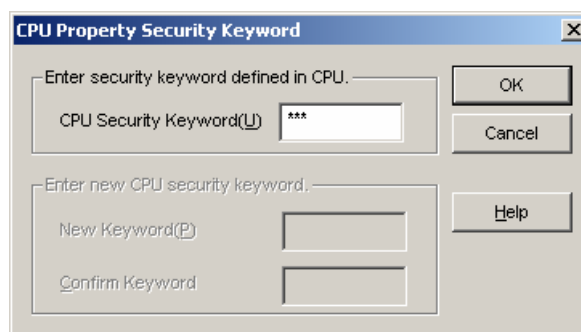 CPU Property Security Keyword
Enter security keyword defined in CPU.
CPU Security Keyword(U) ***
OK
Cancel
Enter new CPU security keyword.
New Keyword(P)
Confirm Keyword
Help